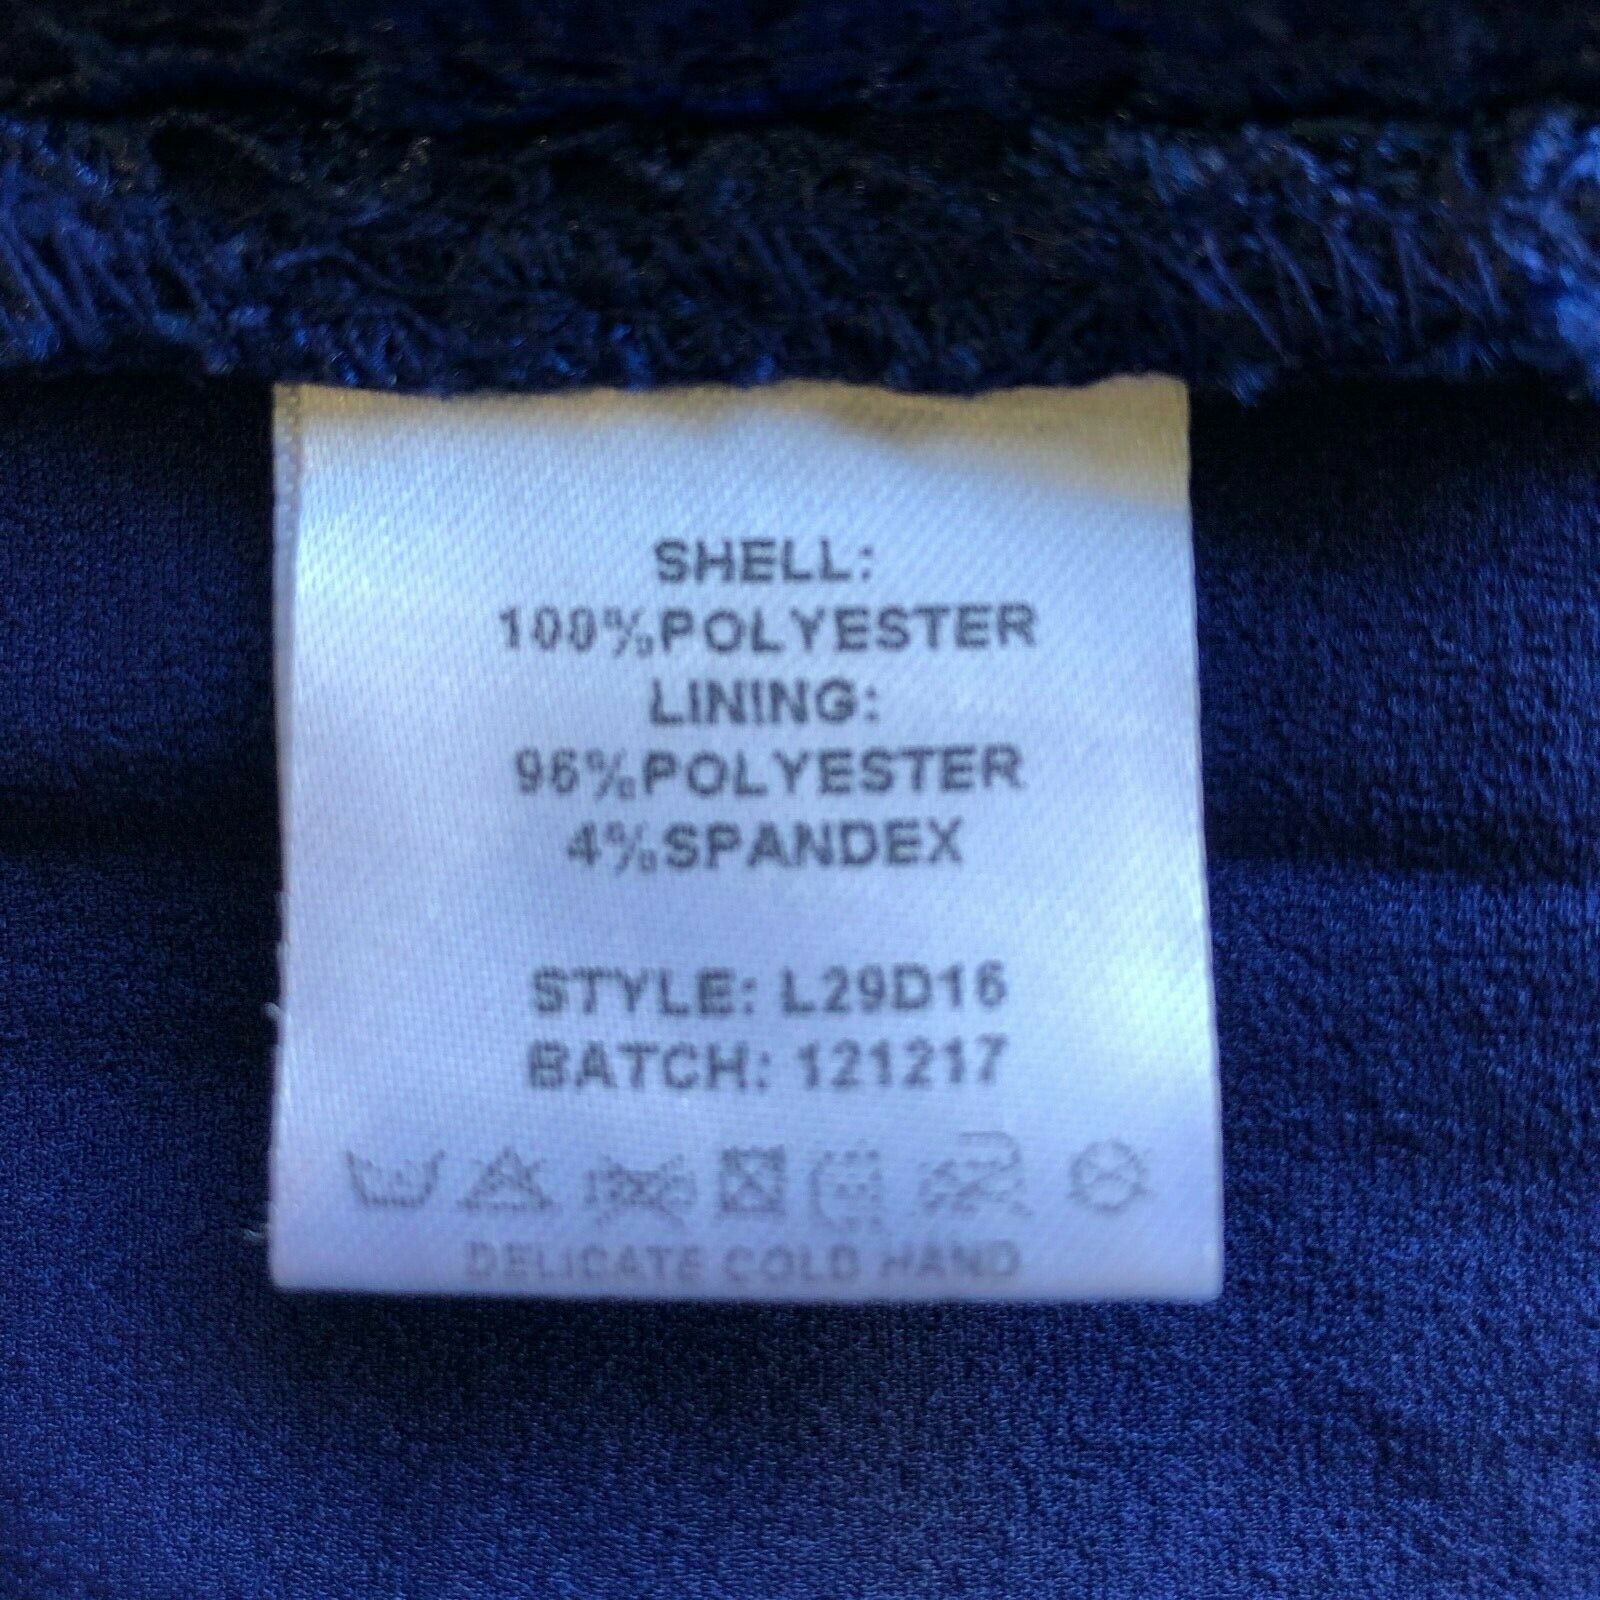 SHELL:
100%POLYESTER
LINING:
96%POLYESTER
4%SPANDEX
STYLE: L29D16
BATCH: 121217
DELICATE COLD HAND